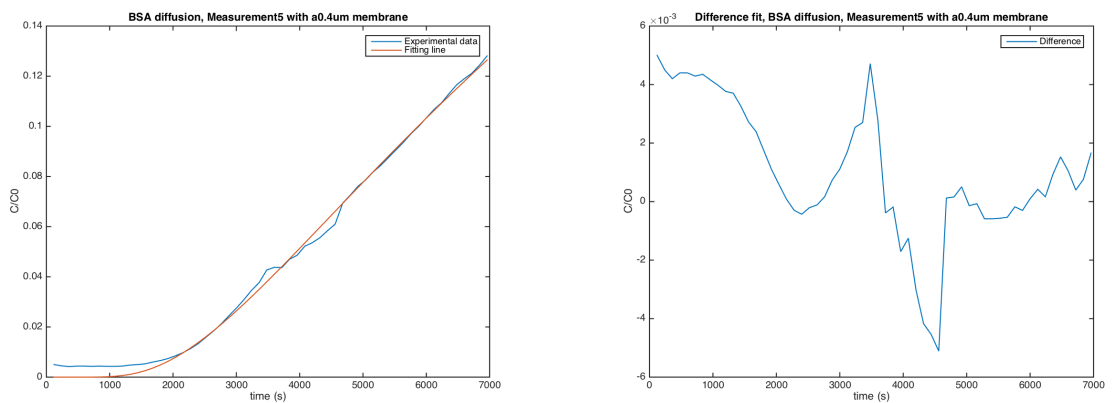 BSA diffusion, Measurement5 with a0.4um membrane
0.14
0.12
0.1
0.08
0.06
0.04
0.02
0
C/C0
Experimental data
Fitting line
0 1000 2000 3000 4000 5000 6000 7000
time (s)
Difference fit, BSA diffusion, Measurement5 with a0.4um membrane
×10-3
6
4
2
0
-2
-4
-6
C/C0
Difference
0 1000 2000 3000 4000 5000 6000 7000
time (s)